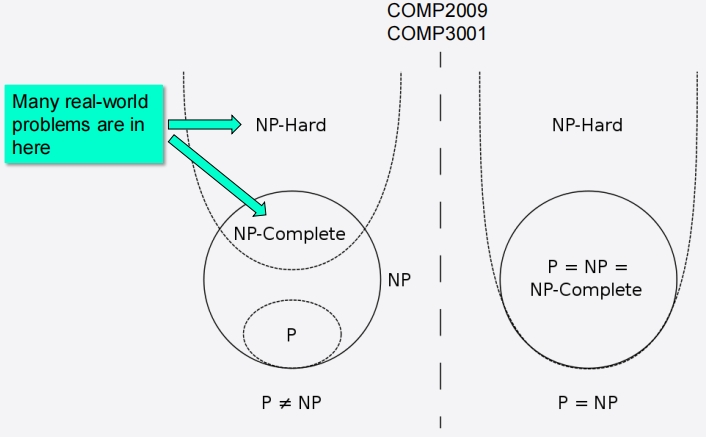 COMP2009
COMP3001
Many real-world
problems are in
here
NP-Hard
NP-Complete
NP
P
P ≠ NP
NP-Hard
P = NP =
NP-Complete
P = NP